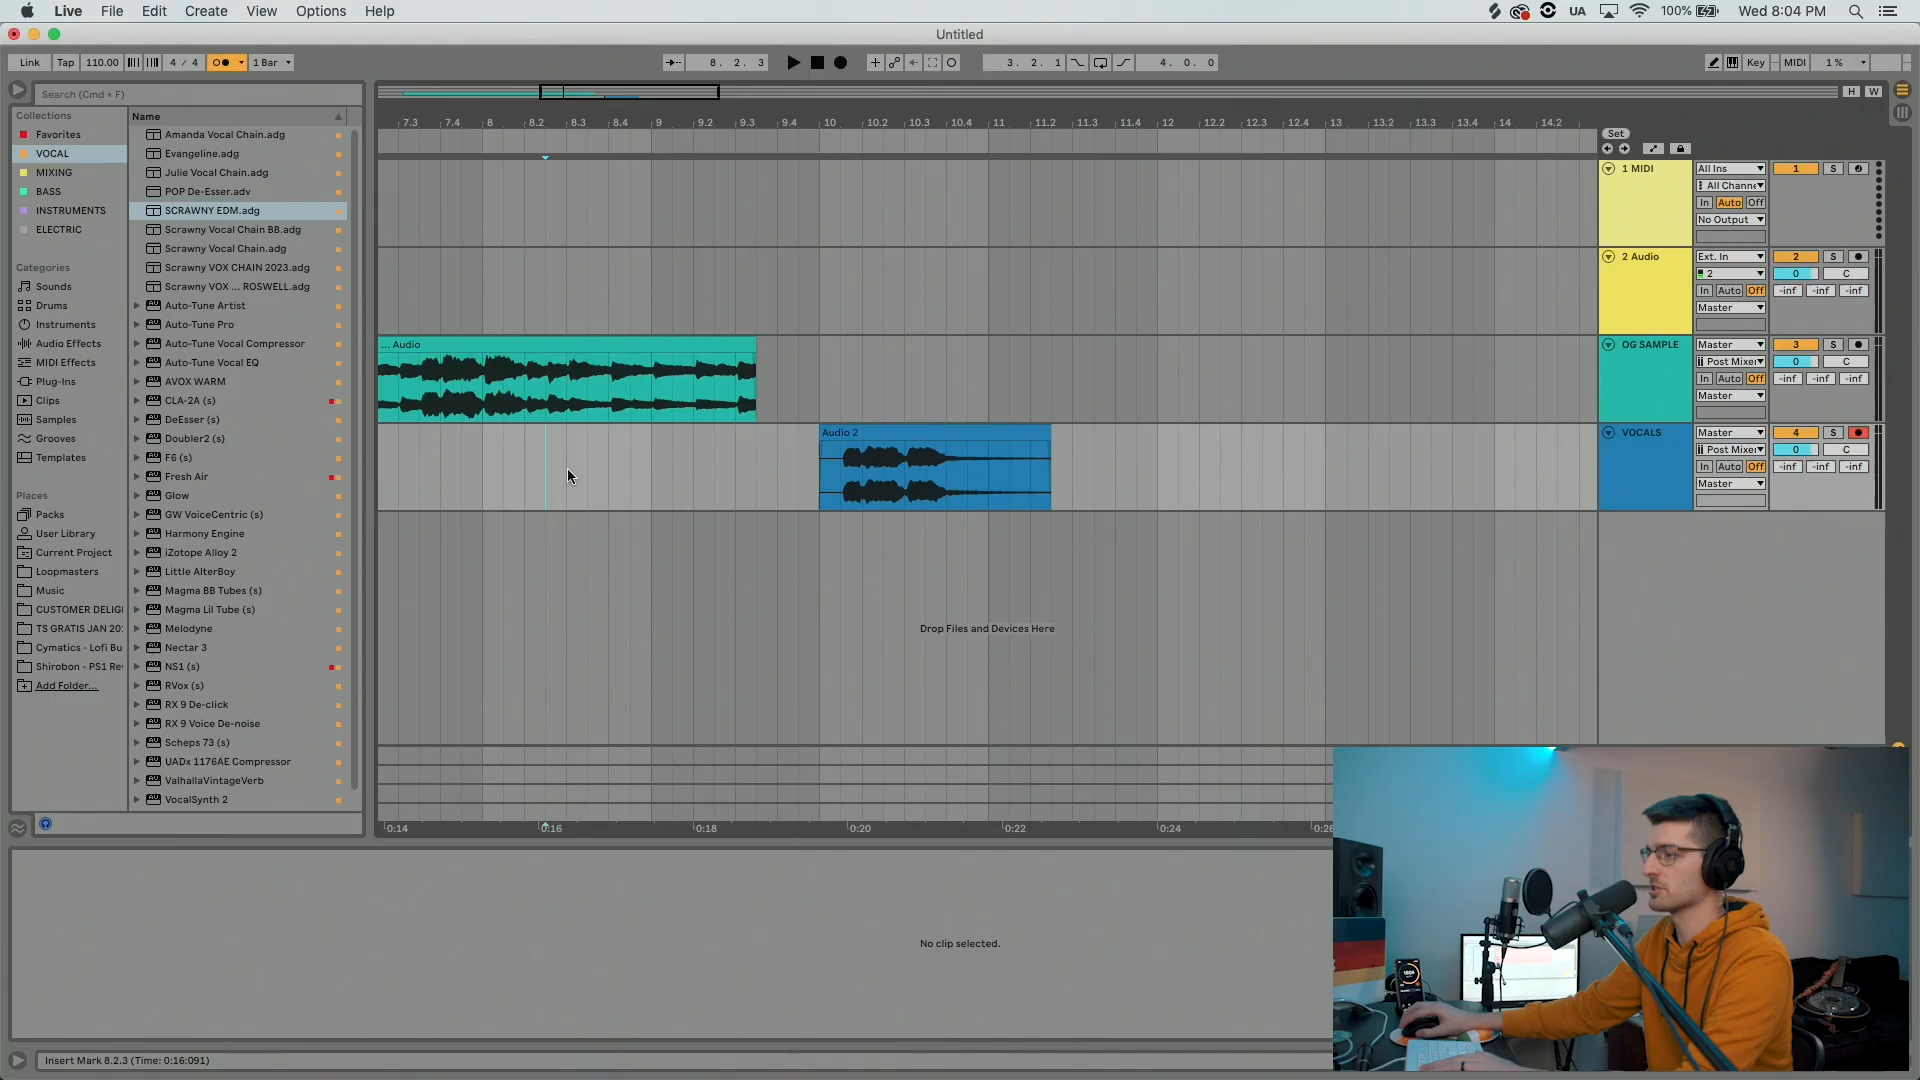 Live File Edit Create View Options Help
UA 100% Wed 8:04 PM
Untitled
Link Tap 110.00 4 / 4 1 Bar
8. 2. 3
3. 2. 1 4. 0. 0
Key MIDI 1 %
Search (Cmd + F)
H W
Collections
Favorites
VOCAL
MIXING
BASS
INSTRUMENTS
ELECTRIC
Categories
Sounds
Drums
Instruments
Audio Effects
MIDI Effects
Plug-Ins
Clips
Samples
Grooves
Templates
Places
Packs
User Library
Current Project
Loopmasters
Music
CUSTOMER DELIG
TS GRATIS JAN 20
Cymatics - Lofi Bu
Shirobon - PS1 Re
Add Folder...
Name
Amanda Vocal Chain.adg
Evangeline.adg
Julie Vocal Chain.adg
POP De-Esser.adv
SCRAWNY EDM.adg
Scrawny Vocal Chain BB.adg
Scrawny Vocal Chain.adg
Scrawny VOX CHAIN 2023.adg
Scrawny VOX ... ROSWELL.adg
Auto-Tune Artist
Auto-Tune Pro
Auto-Tune Vocal Compressor
Auto-Tune Vocal EQ
AVOX WARM
CLA-2A (s)
DeEsser (s)
Doubler2 (s)
F6 (s)
Fresh Air
Glow
GW VoiceCentric (s)
Harmony Engine
iZotope Alloy 2
Little AlterBoy
Magma BB Tubes (s)
Magma Lil Tube (s)
Melodyne
Nectar 3
NS1 (s)
RVox (s)
RX 9 De-click
RX 9 Voice De-noise
Scheps 73 (s)
UADx 1176AE Compressor
ValhallaVintageVerb
VocalSynth 2
7.3 7.4 8 8.2 8.3 8.4 9 9.2 9.3 9.4 10 10.2 10.3 10.4 11 11.2 11.3 11.4 12 12.2 12.3 12.4 13 13.2 13.3 13.4 14 14.2
Set
1 MIDI All Ins 1 S
All Channe
In Auto Off
No Output
2 Audio Ext. In 2 S
2 0 C
In Auto Off -inf -inf -inf
Master
... Audio
OG SAMPLE Master 3 S
Post Mixer 0 C
In Auto Off -inf -inf -inf
Master
Audio 2
VOCALS Master 4 S
Post Mixer 0 C
In Auto Off -inf -inf -inf
Master
Drop Files and Devices Here
0:14 0:16 0:18 0:20 0:22 0:24 0:26
No clip selected.
Insert Mark 8.2.3 (Time: 0:16:091)